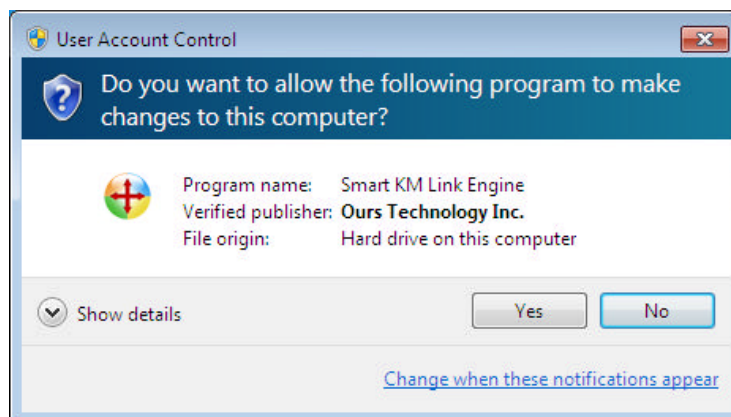 User Account Control
Do you want to allow the following program to make
changes to this computer?
Program name: Smart KM Link Engine
Verified publisher: Ours Technology Inc.
File origin: Hard drive on this computer
Show details
Yes No
Change when these notifications appear